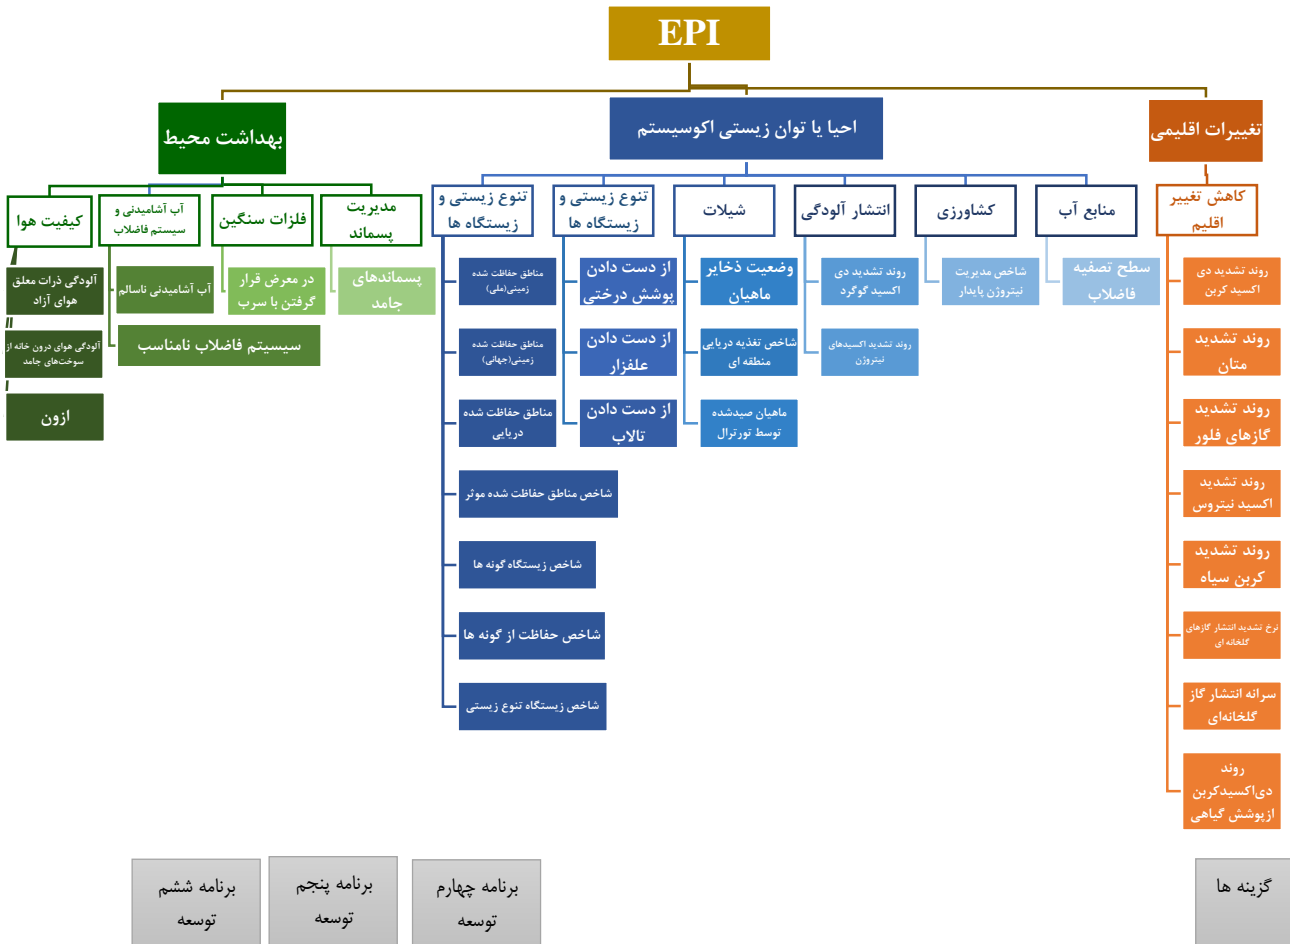 EPI
تغییرات اقلیمی
احیا یا توان زیستی اکوسیستم
بهداشت محیط
کاهش تغییر
اقلیم
منابع آب
کشاورزی
انتشار آلودگی
شیلات
تنوع زیستی و
زیستگاه ها
تنوع زیستی و
زیستگاه ها
مدیریت
پسماند
فلزات سنگین
آب آشامیدنی و
سیستم فاضلاب
کیفیت هوا
روند تشدید دی
اکسید کربن
روند تشدید
متان
روند تشدید
گازهای فلور
روند تشدید
اکسید نیتروس
روند تشدید
کربن سیاه
نرخ تشدید انتشار گازهای
گلخانه ای
سرانه انتشار گاز
گلخانه‌ای
روند
دی‌اکسیدکربن
ازپوشش گیاهی
سطح تصفیه
فاضلاب
شاخص مدیریت
نیتروژن پایدار
روند تشدید دی
اکسید گوگرد
روند تشدید اکسیدهای
نیتروژن
وضعیت ذخایر
ماهیان
شاخص تغذیه دریایی
منطقه ای
ماهیان صیدشده
توسط تورترال
از دست دادن
پوشش درختی
از دست دادن
علفزار
از دست دادن
تالاب
مناطق حفاظت شده
زمینی(ملی)
مناطق حفاظت شده
زمینی(جهانی)
مناطق حفاظت شده
دریایی
شاخص مناطق حفاظت شده موثر
شاخص زیستگاه گونه ها
شاخص حفاظت از گونه ها
شاخص زیستگاه تنوع زیستی
پسماندهای
جامد
در معرض قرار
گرفتن با سرب
آب آشامیدنی ناسالم
سیسیتم فاضلاب نامناسب
آلودگی ذرات معلق
هوای آزاد
آلودگی هوای درون خانه از
سوخت‌های جامد
ازون
گزینه ها
برنامه چهارم
توسعه
برنامه پنجم
توسعه
برنامه ششم
توسعه